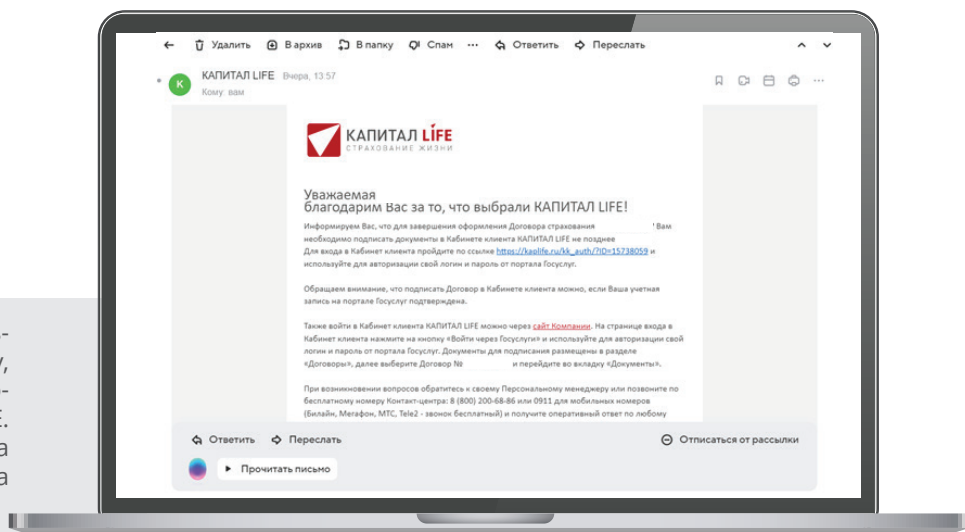 Удалить В архив В папку Спам ... Ответить Переслать
К
КАПИТАЛ LIFE Вчера, 13:57
Кому: вам
КАПИТАЛ LIFE
СТРАХОВАНИЕ ЖИЗНИ
Уважаемая
благодарим Вас за то, что выбрали КАПИТАЛ LIFE!
Информируем Вас, что для завершения оформления Договора страхования ' Вам
необходимо подписать документы в Кабинете клиента КАПИТАЛ LIFE не позднее
Для входа в Кабинет клиента пройдите по ссылке https://kaplife.ru/kk_auth/?ID=15738059 и
используйте для авторизации свой логин и пароль от портала Госуслуг.
Обращаем внимание, что подписать Договор в Кабинете клиента можно, если Ваша учетная
запись на портале Госуслуг подтверждена.
Также войти в Кабинет клиента КАПИТАЛ LIFE можно через сайт Компании. На странице входа в
Кабинет клиента нажмите на кнопку «Войти через Госуслуги» и используйте для авторизации свой
логин и пароль от портала Госуслуг. Документы для подписания размещены в разделе
«Договоры», далее выберите Договор № и перейдите во вкладку «Документы».
При возникновении вопросов обратитесь к своему Персональному менеджеру или позвоните по
бесплатному номеру Контакт-центра: 8 (800) 200-68-86 или 0911 для мобильных номеров
(Билайн, Мегафон, МТС, Tele2 - звонок бесплатный) и получите оперативный ответ по любому
Ответить Переслать Отписаться от рассылки
Прочитать письмо